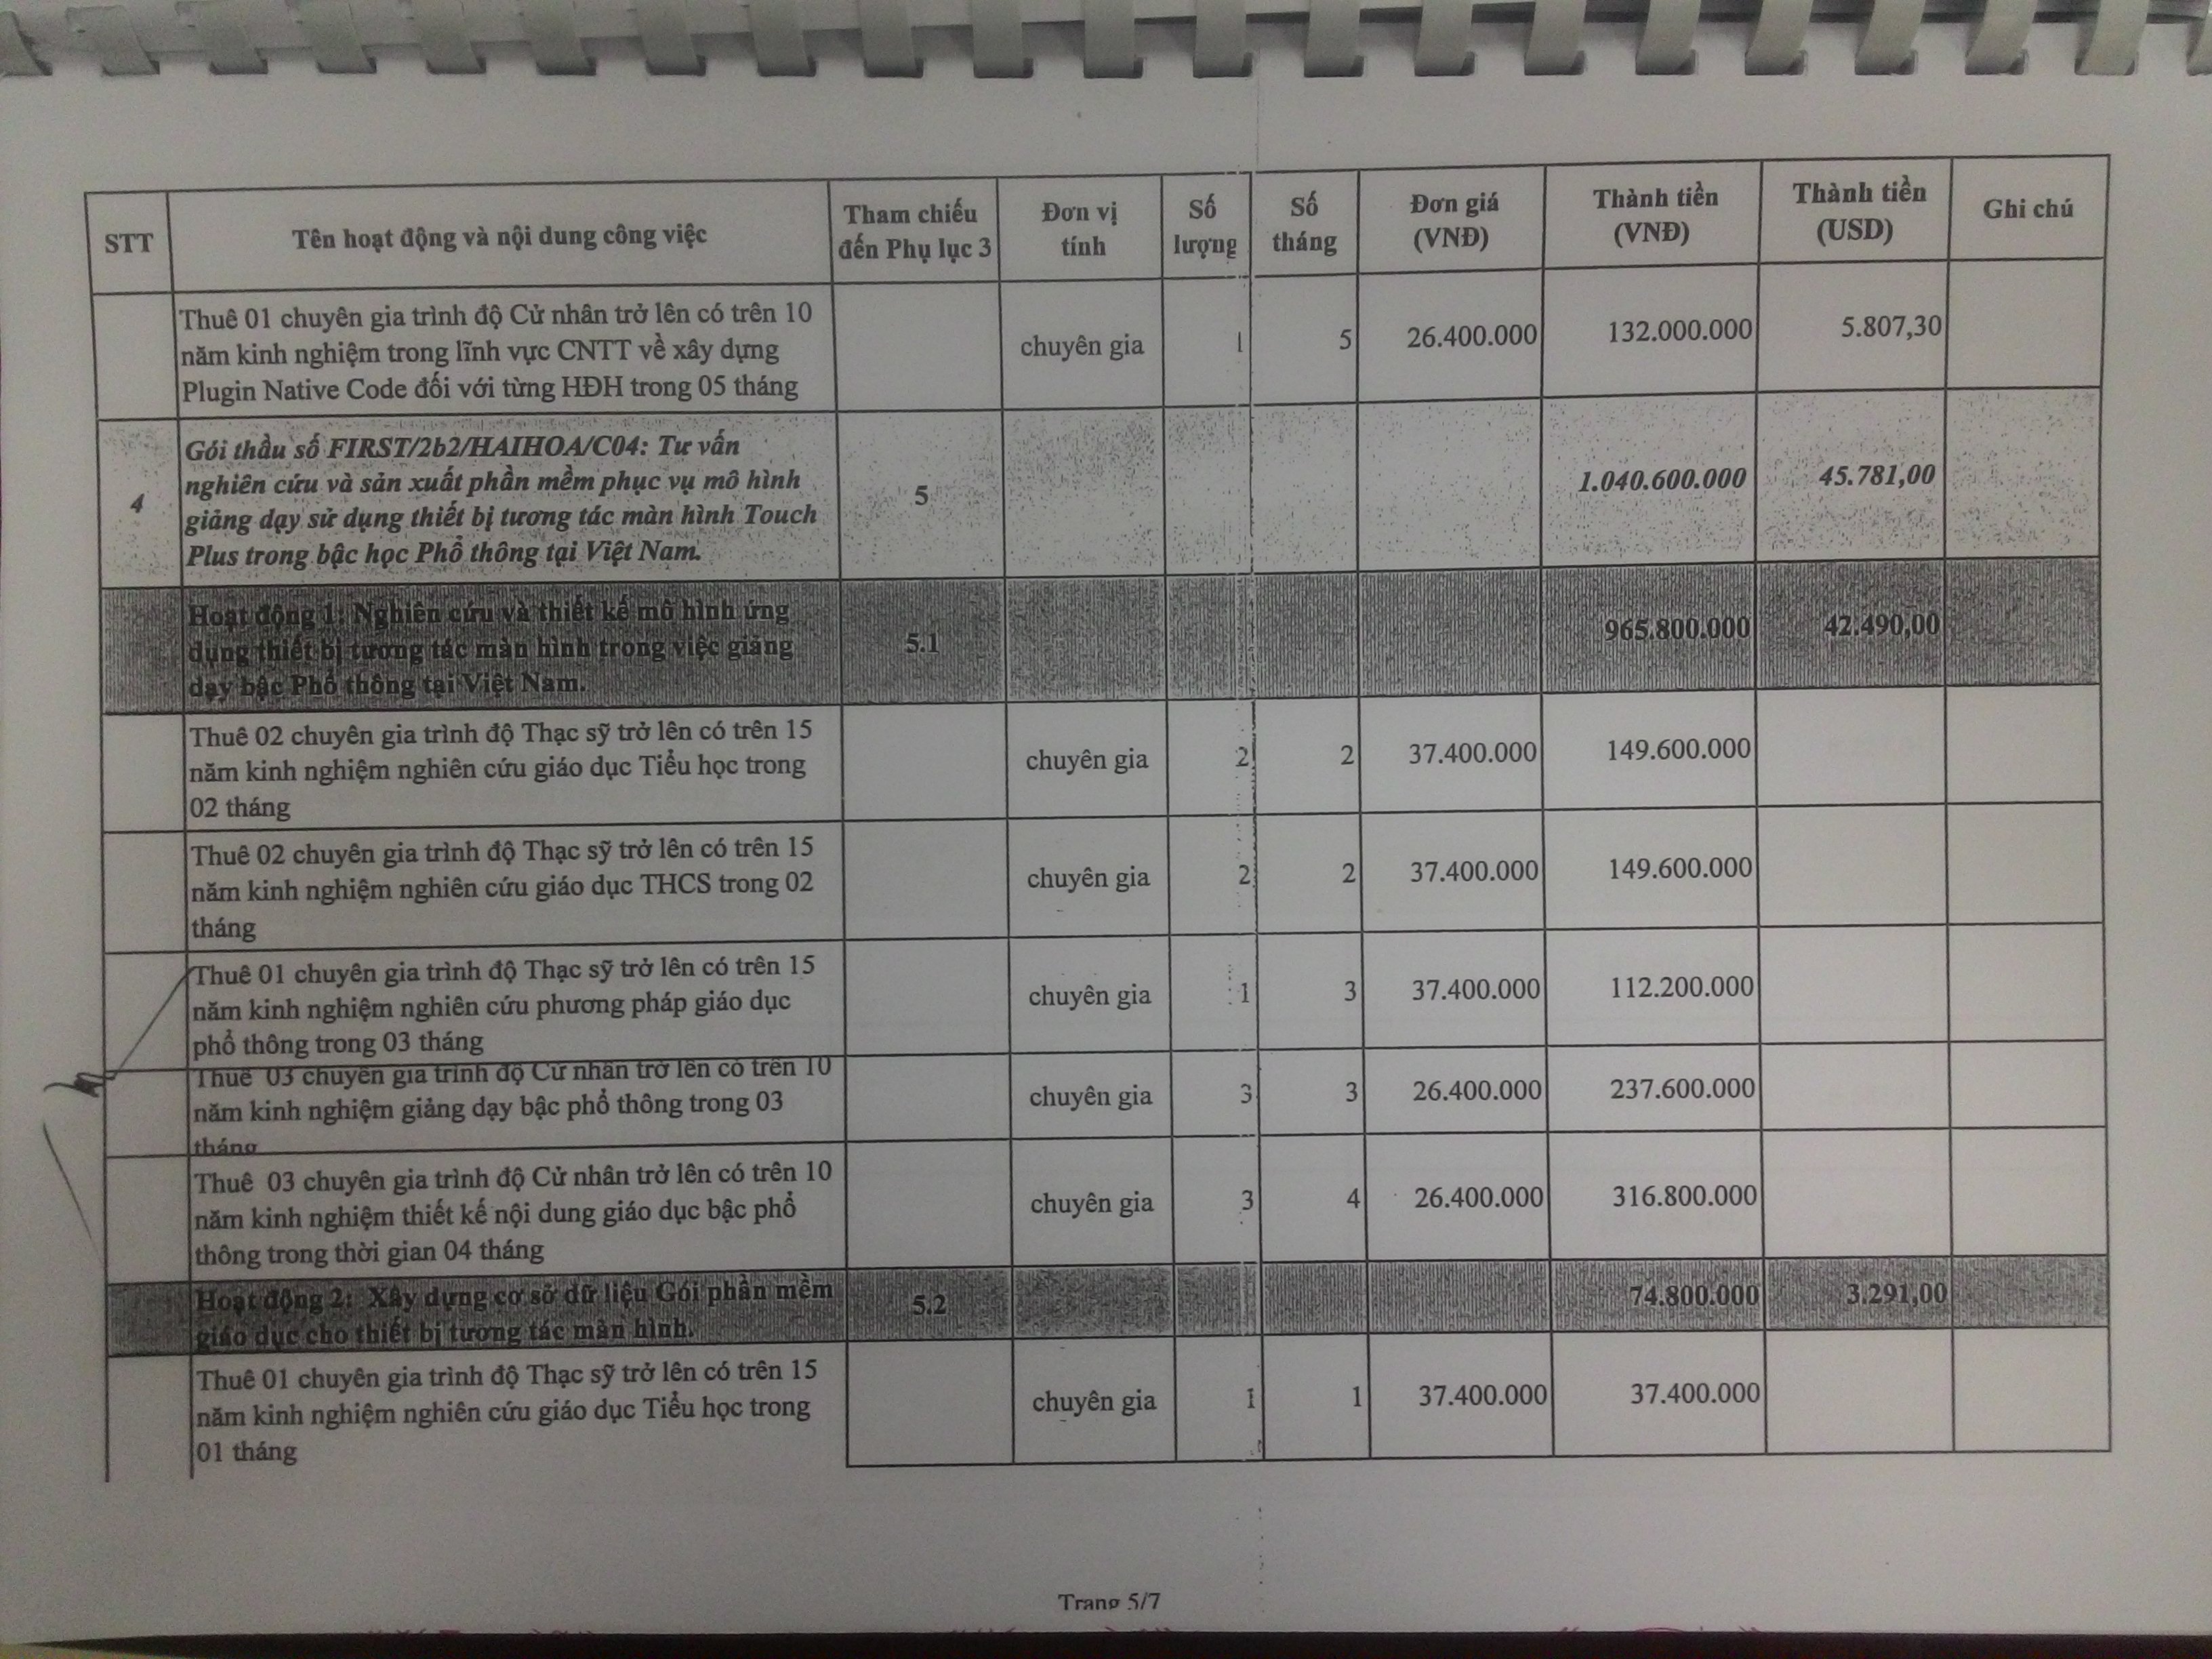 STT
Tên hoạt động và nội dung công việc
Tham chiếu
đến Phụ lục 3
Đơn vị
tính
Số
lượng
Số
tháng
Đơn giá
(VNĐ)
Thành tiền
(VNĐ)
Thành tiền
(USD)
Ghi chú
Thuê 01 chuyên gia trình độ Cử nhân trở lên có trên 10
năm kinh nghiệm trong lĩnh vực CNTT về xây dựng
Plugin Native Code đối với từng HĐH trong 05 tháng
chuyên gia
1
5
26.400.000
132.000.000
5.807,30
4
Gói thầu số FIRST/2b2/HAIHOA/C04: Tư vấn
nghiên cứu và sản xuất phần mềm phục vụ mô hình
giảng dạy sử dụng thiết bị tương tác màn hình Touch
Plus trong bậc học Phổ thông tại Việt Nam.
5
1.040.600.000
45.781,00
Hoạt động 1: Nghiên cứu và thiết kế mô hình ứng
dụng thiết bị tương tác màn hình trong việc giảng
dạy bậc Phổ thông tại Việt Nam.
5.1
965.800.000
42.490,00
Thuê 02 chuyên gia trình độ Thạc sỹ trở lên có trên 15
năm kinh nghiệm nghiên cứu giáo dục Tiểu học trong
02 tháng
chuyên gia
2
2
37.400.000
149.600.000
Thuê 02 chuyên gia trình độ Thạc sỹ trở lên có trên 15
năm kinh nghiệm nghiên cứu giáo dục THCS trong 02
tháng
chuyên gia
2
2
37.400.000
149.600.000
Thuê 01 chuyên gia trình độ Thạc sỹ trở lên có trên 15
năm kinh nghiệm nghiên cứu phương pháp giáo dục
phổ thông trong 03 tháng
chuyên gia
1
3
37.400.000
112.200.000
Thuê 03 chuyên gia trình độ Cử nhân trở lên có trên 10
năm kinh nghiệm giảng dạy bậc phổ thông trong 03
tháng
chuyên gia
3
3
26.400.000
237.600.000
Thuê 03 chuyên gia trình độ Cử nhân trở lên có trên 10
năm kinh nghiệm thiết kế nội dung giáo dục bậc phổ
thông trong thời gian 04 tháng
chuyên gia
3
4
26.400.000
316.800.000
Hoạt động 2: Xây dựng cơ sở dữ liệu Gói phần mềm
giáo dục cho thiết bị tương tác màn hình.
5.2
74.800.000
3.291,00
Thuê 01 chuyên gia trình độ Thạc sỹ trở lên có trên 15
năm kinh nghiệm nghiên cứu giáo dục Tiểu học trong
01 tháng
chuyên gia
1
1
37.400.000
37.400.000
Trang 5/7